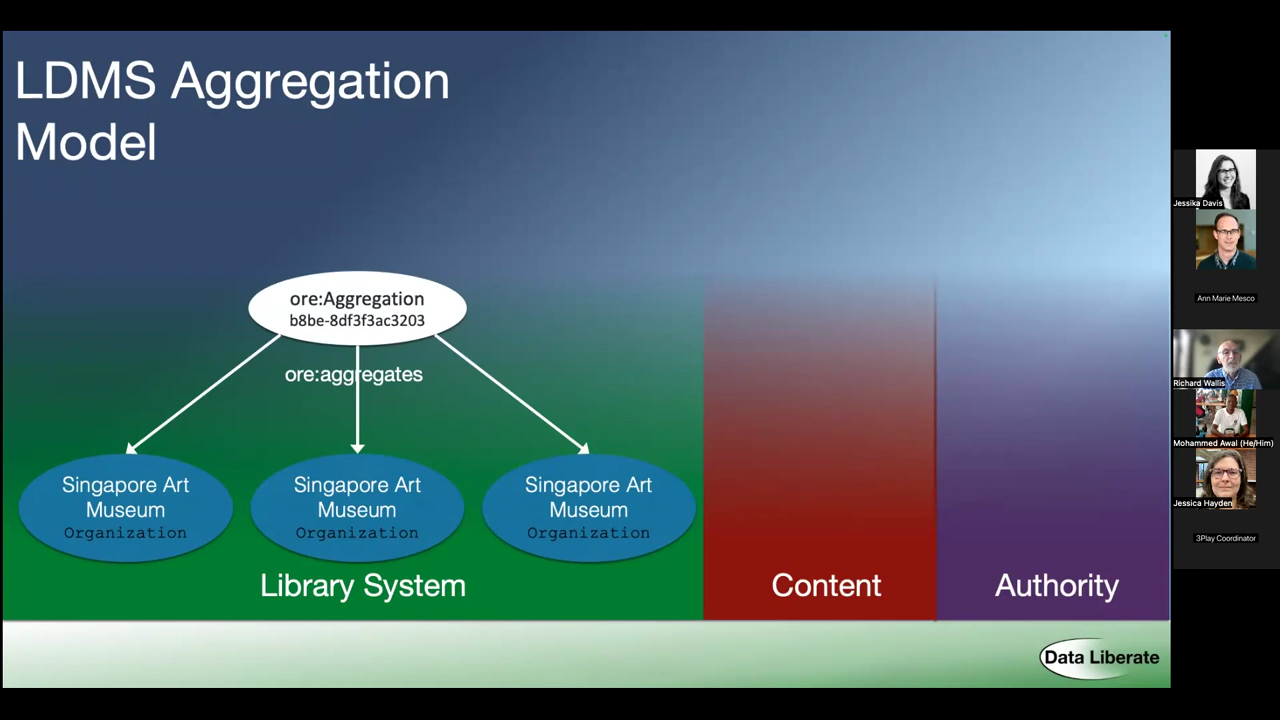 LDMS Aggregation
Model
ore:Aggregation
b8be-8df3f3ac3203
ore:aggregates
Singapore Art
Museum
Organization
Singapore Art
Museum
Organization
Singapore Art
Museum
Organization
Library System
Content
Authority
Data Liberate
Jessika Davis
Ann Marie Mesco
Richard Wallis
Mohammed Awal (He/Him)
Jessica Hayden
3Play Coordinator